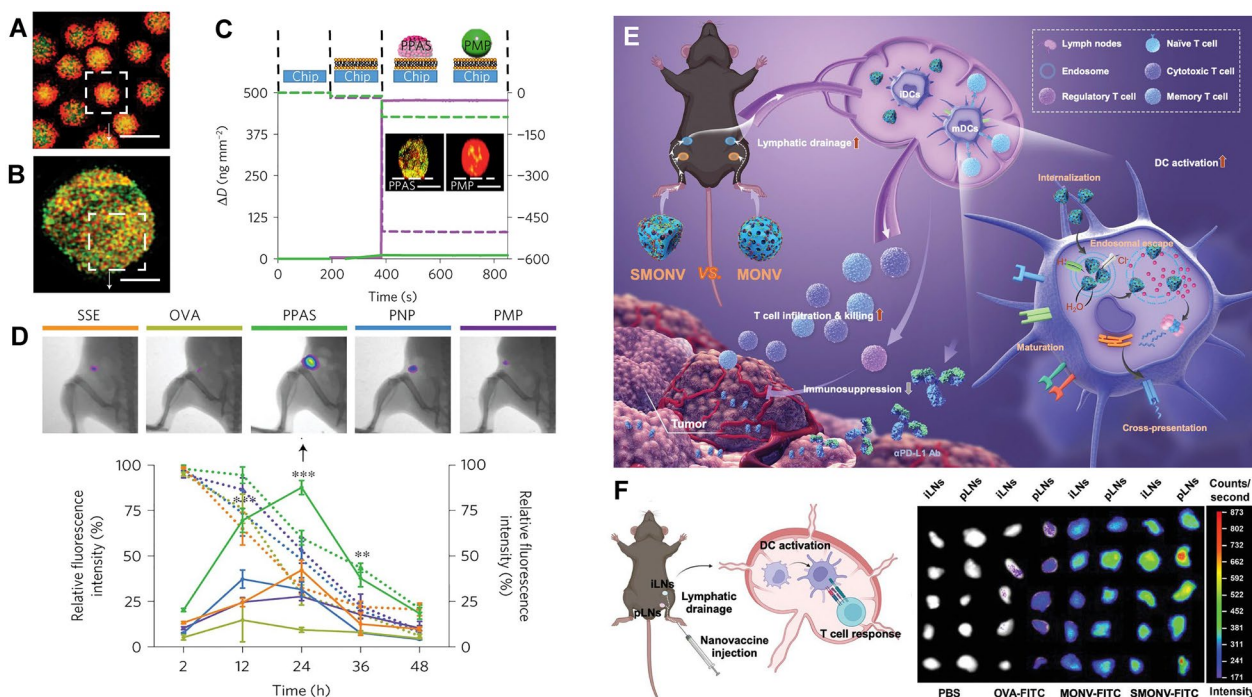 A
B
C
Chip
Chip
PPAS
Chip
PMP
Chip
ΔD (ng mm⁻²)
500
375
250
125
0
0
−150
−300
−450
−600
PPAS
PMP
0
200
400
600
800
Time (s)
D
SSE
OVA
PPAS
PNP
PMP
Relative fluorescence
intensity (%)
100
75
50
25
0
***
***
**
100
75
50
25
0
Relative fluorescence
intensity (%)
2
12
24
36
48
Time (h)
E
Lymph nodes
Naïve T cell
Endosome
Cytotoxic T cell
Regulatory T cell
Memory T cell
iDCs
mDCs
Lymphatic drainage
DC activation
Internalization
Endosomal escape
H⁺
Cl⁻
H₂O
SMONV
VS.
MONV
T cell infiltration & killing
Maturation
Immunosuppression
Tumor
αPD-L1 Ab
Cross-presentation
F
iLNs
pLNs
Lymphatic
drainage
Nanovaccine
injection
DC activation
T cell response
iLNs
pLNs
iLNs
pLNs
iLNs
pLNs
iLNs
pLNs
PBS
OVA-FITC
MONV-FITC
SMONV-FITC
Counts/
second
873
802
732
662
592
522
452
381
311
241
171
Intensity